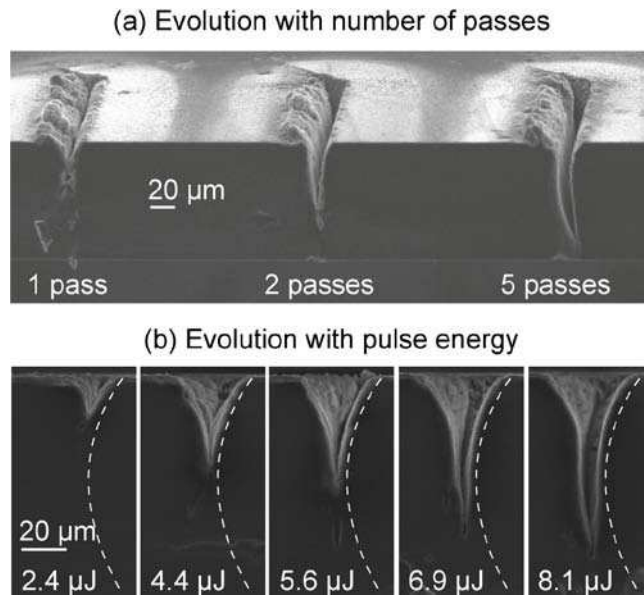 (a) Evolution with number of passes
20 µm
1 pass
2 passes
5 passes
(b) Evolution with pulse energy
20 µm
2.4 µJ
4.4 µJ
5.6 µJ
6.9 µJ
8.1 µJ